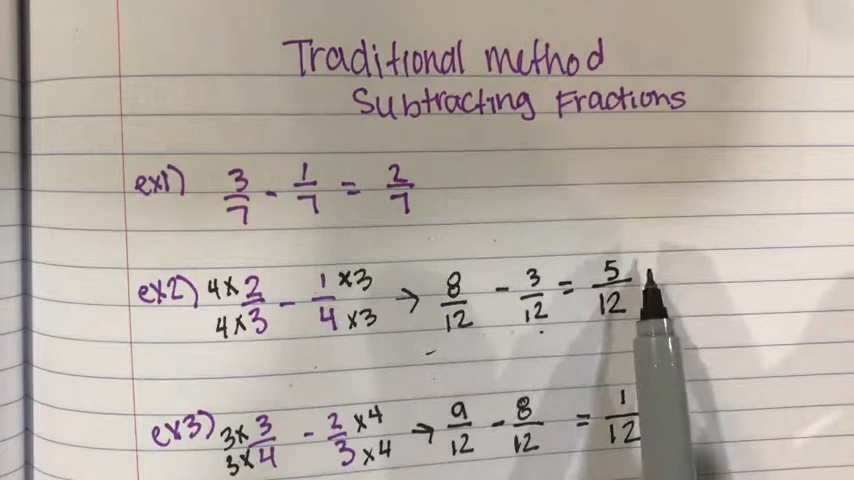 Traditional method
Subtracting Fractions
ex1) 3/7 - 1/7 = 2/7
ex2) 4×2/4×3 - 1×3/4×3 → 8/12 - 3/12 = 5/12
ex3) 3×3/3×4 - 2×4/3×4 → 9/12 - 8/12 = 1/12